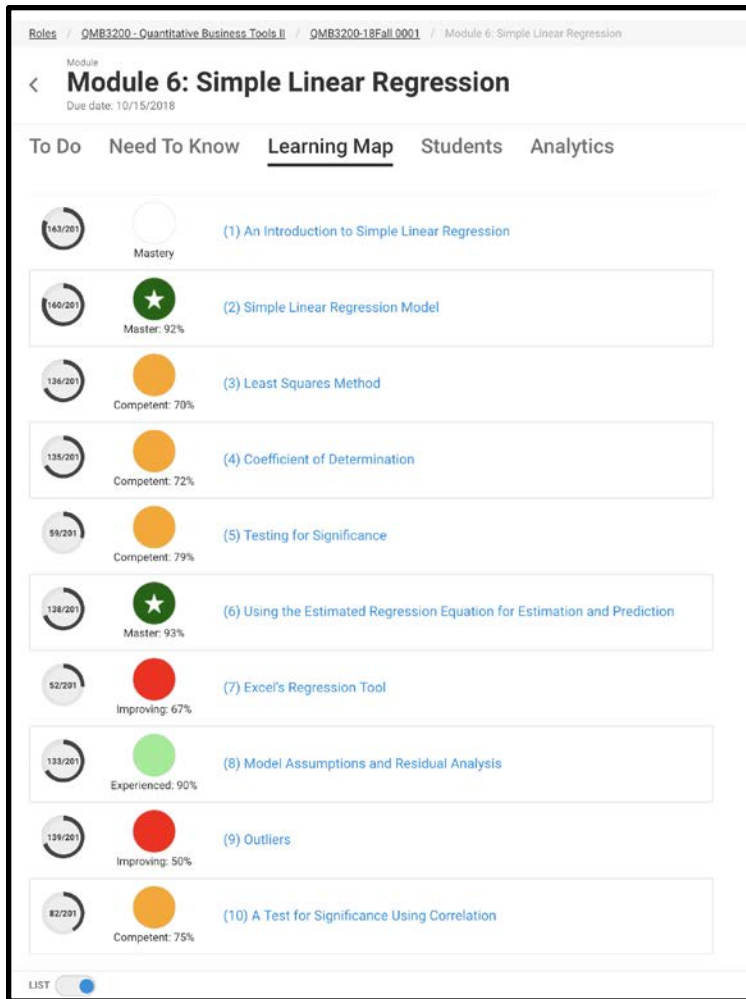 Roles / QMB3200 - Quantitative Business Tools II / QMB3200-18Fall 0001 / Module 6: Simple Linear Regression
Module
Module 6: Simple Linear Regression
Due date: 10/15/2018
To Do Need To Know Learning Map Students Analytics
163/201
Mastery
(1) An Introduction to Simple Linear Regression
160/201
Master: 92%
(2) Simple Linear Regression Model
136/201
Competent: 70%
(3) Least Squares Method
135/201
Competent: 72%
(4) Coefficient of Determination
59/201
Competent: 79%
(5) Testing for Significance
138/201
Master: 93%
(6) Using the Estimated Regression Equation for Estimation and Prediction
52/201
Improving: 67%
(7) Excel's Regression Tool
133/201
Experienced: 90%
(8) Model Assumptions and Residual Analysis
139/201
Improving: 50%
(9) Outliers
82/201
Competent: 75%
(10) A Test for Significance Using Correlation
LIST